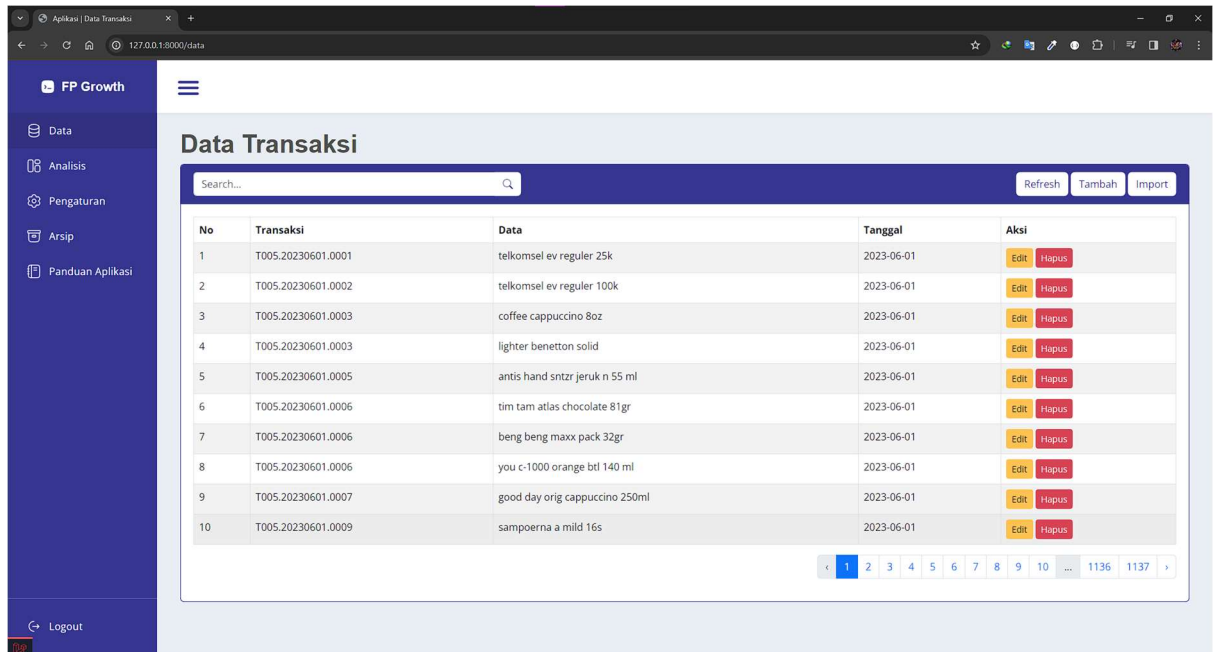 Aplikasi | Data Transaksi
127.0.0.1:8000/data
FP Growth
Data
Analisis
Pengaturan
Arsip
Panduan Aplikasi
Logout
Data Transaksi
Search... Refresh Tambah Import
No Transaksi Data Tanggal Aksi
1 T005.20230601.0001 telkomsel ev reguler 25k 2023-06-01 Edit Hapus
2 T005.20230601.0002 telkomsel ev reguler 100k 2023-06-01 Edit Hapus
3 T005.20230601.0003 coffee cappuccino 8oz 2023-06-01 Edit Hapus
4 T005.20230601.0003 lighter benetton solid 2023-06-01 Edit Hapus
5 T005.20230601.0005 antis hand sntzr jeruk n 55 ml 2023-06-01 Edit Hapus
6 T005.20230601.0006 tim tam atlas chocolate 81gr 2023-06-01 Edit Hapus
7 T005.20230601.0006 beng beng maxx pack 32gr 2023-06-01 Edit Hapus
8 T005.20230601.0006 you c-1000 orange btl 140 ml 2023-06-01 Edit Hapus
9 T005.20230601.0007 good day orig cappuccino 250ml 2023-06-01 Edit Hapus
10 T005.20230601.0009 sampoerna a mild 16s 2023-06-01 Edit Hapus
‹ 1 2 3 4 5 6 7 8 9 10 ... 1136 1137 ›